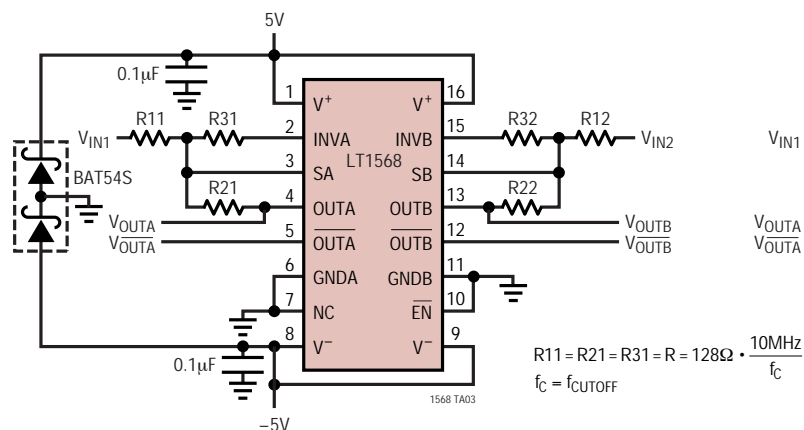 5V
0.1µF
1 V+ V+ 16
VIN1 R11 R31 2 INVA INVB 15 R32 R12 VIN2 VIN1
LT1568
BAT54S 3 SA SB 14
R21 4 OUTA OUTB 13 R22
VOUTA VOUTB VOUTA
VOUTA 5 OUTA OUTB 12 VOUTB VOUTA
6 GNDA GNDB 11
7 NC EN 10
8 V− V− 9
0.1µF
R11 = R21 = R31 = R = 128Ω • 10MHz
fC
fC = fCUTOFF
1568 TA03
−5V